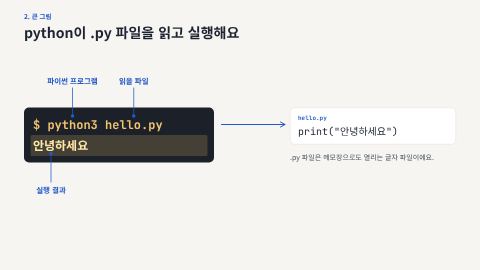 2. 큰 그림
python이 .py 파일을 읽고 실행해요
파이썬 프로그램
읽을 파일
$ python3 hello.py
안녕하세요
실행 결과
hello.py
print("안녕하세요")
.py 파일은 메모장으로도 열리는 글자 파일이에요.